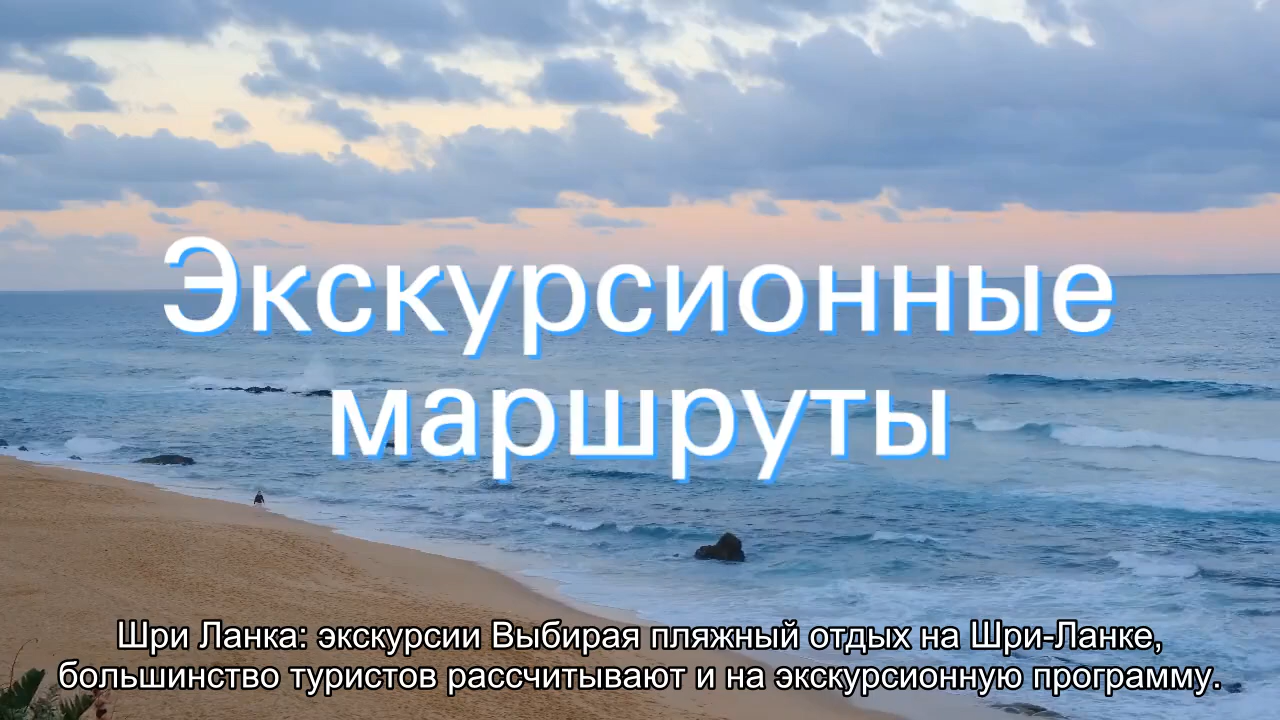 Экскурсионные
маршруты
Шри Ланка: экскурсии Выбирая пляжный отдых на Шри-Ланке,
большинство туристов рассчитывают и на экскурсионную программу.